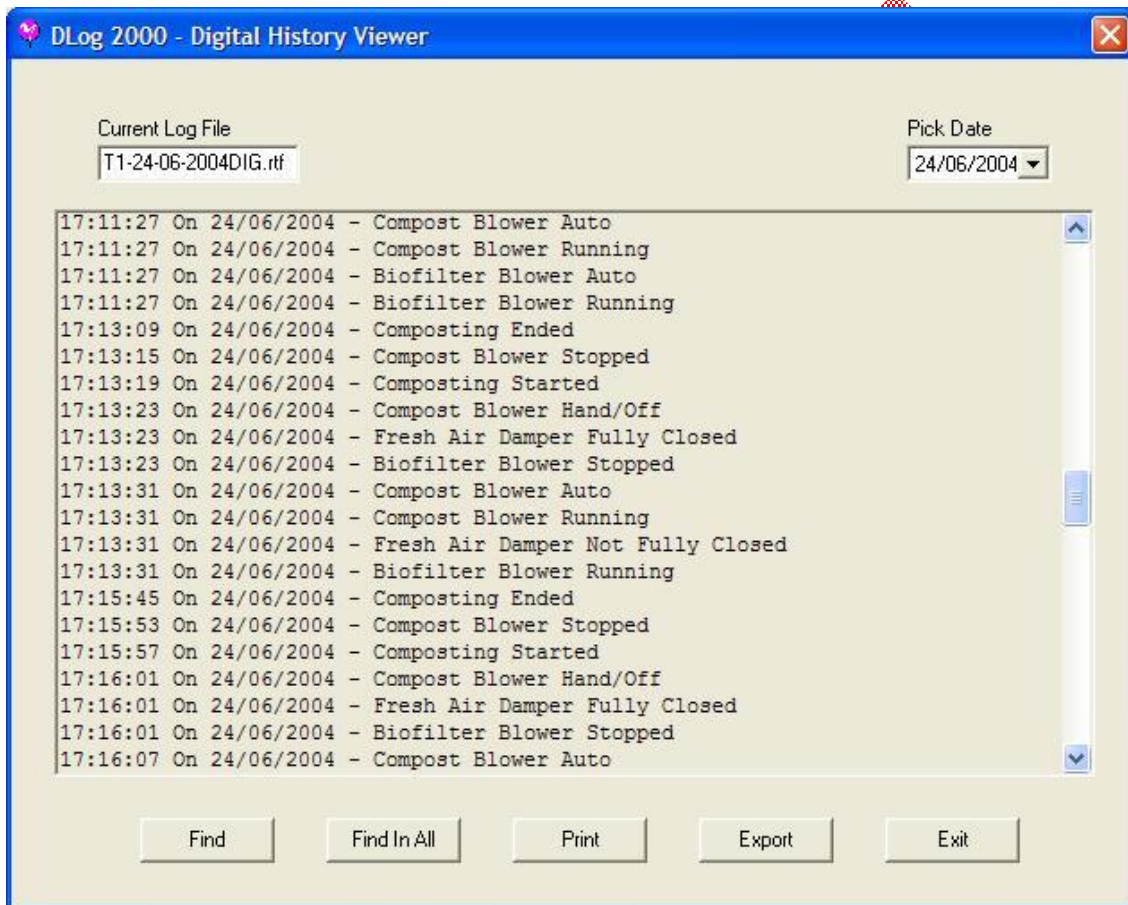 DLog 2000 - Digital History Viewer
Current Log File
Pick Date
T1-24-06-2004DIG.rtf
24/06/2004
17:11:27 On 24/06/2004 - Compost Blower Auto
17:11:27 On 24/06/2004 - Compost Blower Running
17:11:27 On 24/06/2004 - Biofilter Blower Auto
17:11:27 On 24/06/2004 - Biofilter Blower Running
17:13:09 On 24/06/2004 - Composting Ended
17:13:15 On 24/06/2004 - Compost Blower Stopped
17:13:19 On 24/06/2004 - Composting Started
17:13:23 On 24/06/2004 - Compost Blower Hand/Off
17:13:23 On 24/06/2004 - Fresh Air Damper Fully Closed
17:13:23 On 24/06/2004 - Biofilter Blower Stopped
17:13:31 On 24/06/2004 - Compost Blower Auto
17:13:31 On 24/06/2004 - Compost Blower Running
17:13:31 On 24/06/2004 - Fresh Air Damper Not Fully Closed
17:13:31 On 24/06/2004 - Biofilter Blower Running
17:15:45 On 24/06/2004 - Composting Ended
17:15:53 On 24/06/2004 - Compost Blower Stopped
17:15:57 On 24/06/2004 - Composting Started
17:16:01 On 24/06/2004 - Compost Blower Hand/Off
17:16:01 On 24/06/2004 - Fresh Air Damper Fully Closed
17:16:01 On 24/06/2004 - Biofilter Blower Stopped
17:16:07 On 24/06/2004 - Compost Blower Auto
Find
Find In All
Print
Export
Exit